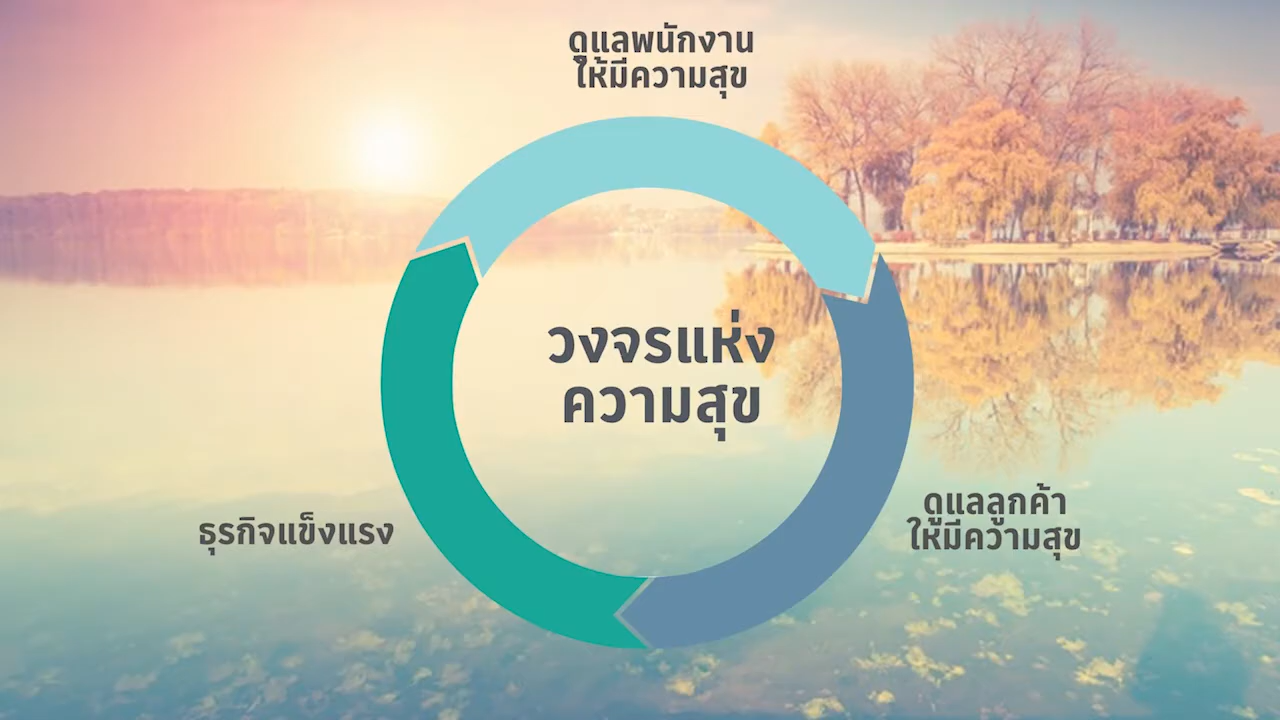 ดูแลพนักงาน
ให้มีความสุข
วงจรแห่ง
ความสุข
ดูแลลูกค้า
ให้มีความสุข
ธุรกิจแข็งแรง